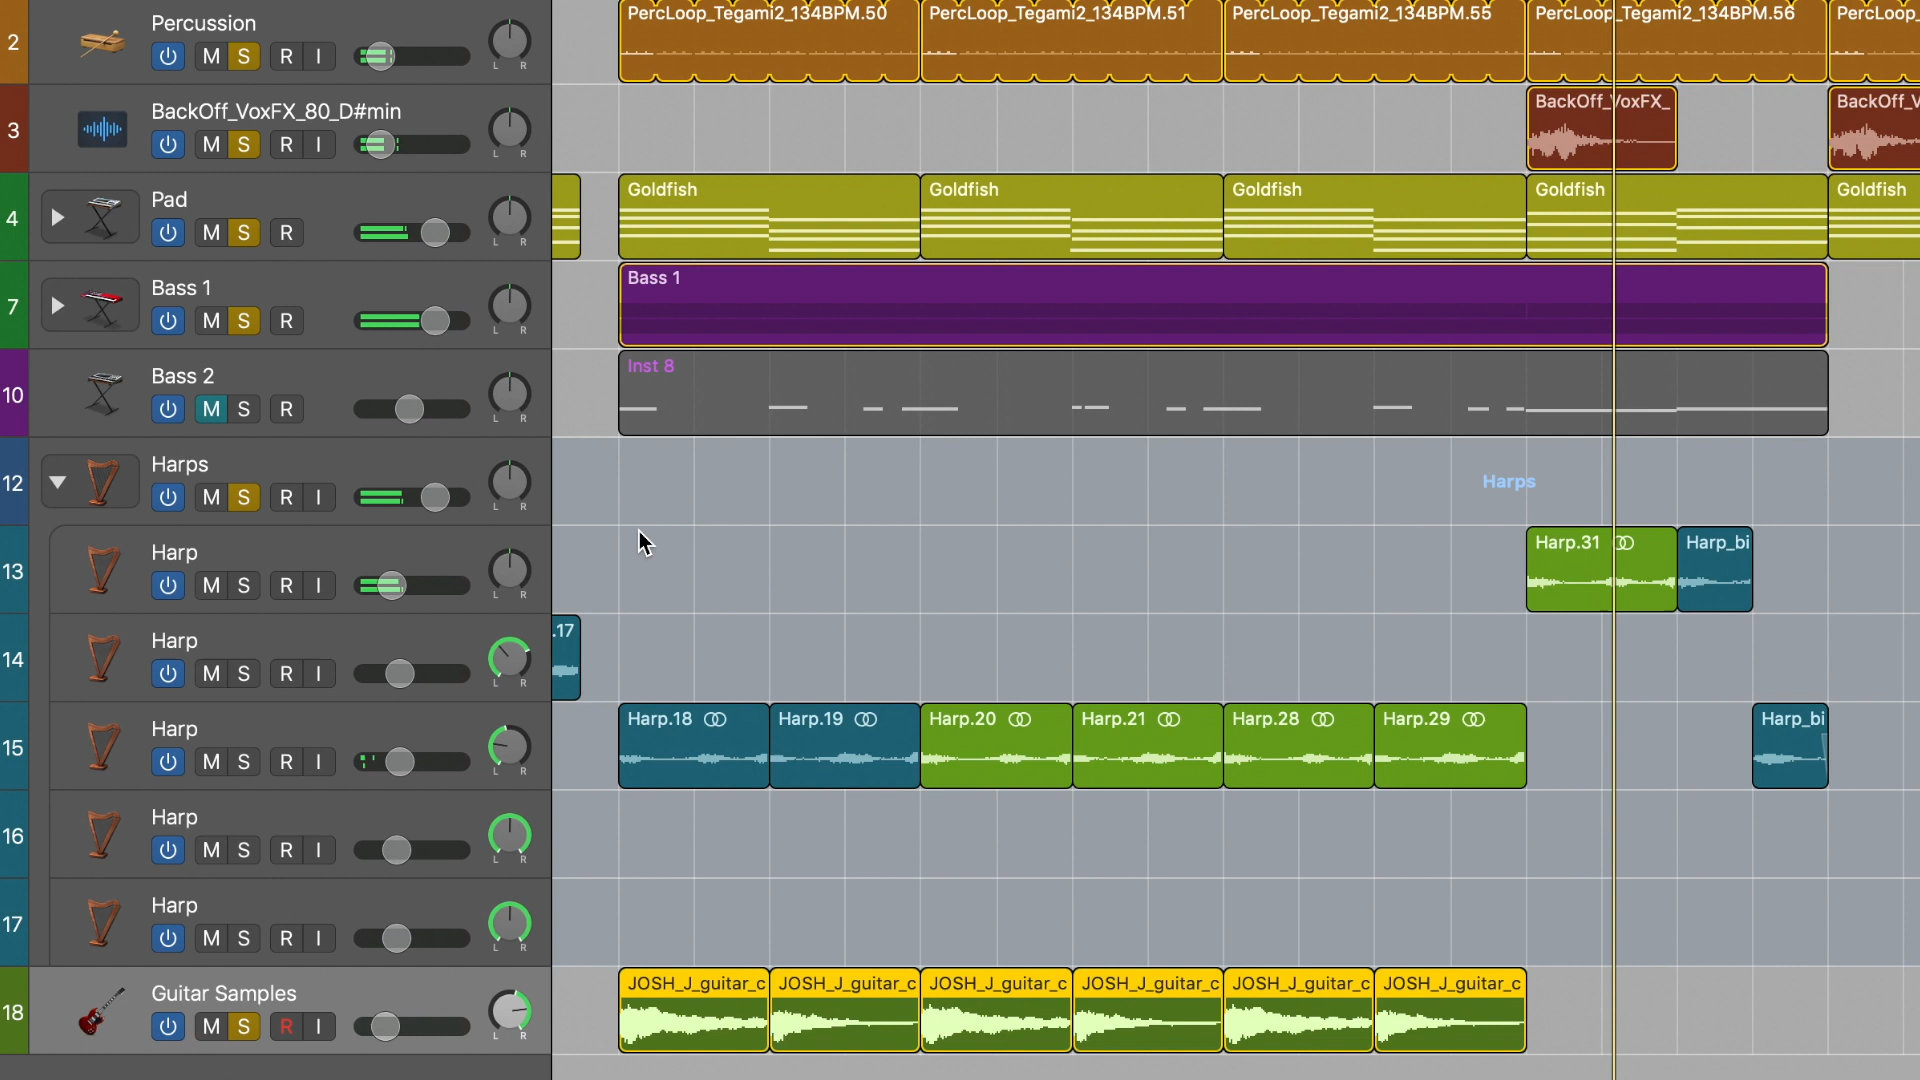 2 Percussion M S R I L R PercLoop_Tegami2_134BPM.50 PercLoop_Tegami2_134BPM.51 PercLoop_Tegami2_134BPM.55 PercLoop_Tegami2_134BPM.56 PercLoop_
3 BackOff_VoxFX_80_D#min M S R I L R BackOff_VoxFX_ BackOff_V
4 Pad M S R L R Goldfish Goldfish Goldfish Goldfish Goldfish
7 Bass 1 M S R L R Bass 1
10 Bass 2 M S R L R Inst 8
12 Harps M S R I L R Harps
13 Harp M S R I L R Harp.31 Harp_bi
14 Harp M S R I L R .17
15 Harp M S R I L R Harp.18 Harp.19 Harp.20 Harp.21 Harp.28 Harp.29 Harp_bi
16 Harp M S R I L R
17 Harp M S R I L R
18 Guitar Samples M S R I L R JOSH_J_guitar_c JOSH_J_guitar_c JOSH_J_guitar_c JOSH_J_guitar_c JOSH_J_guitar_c JOSH_J_guitar_c